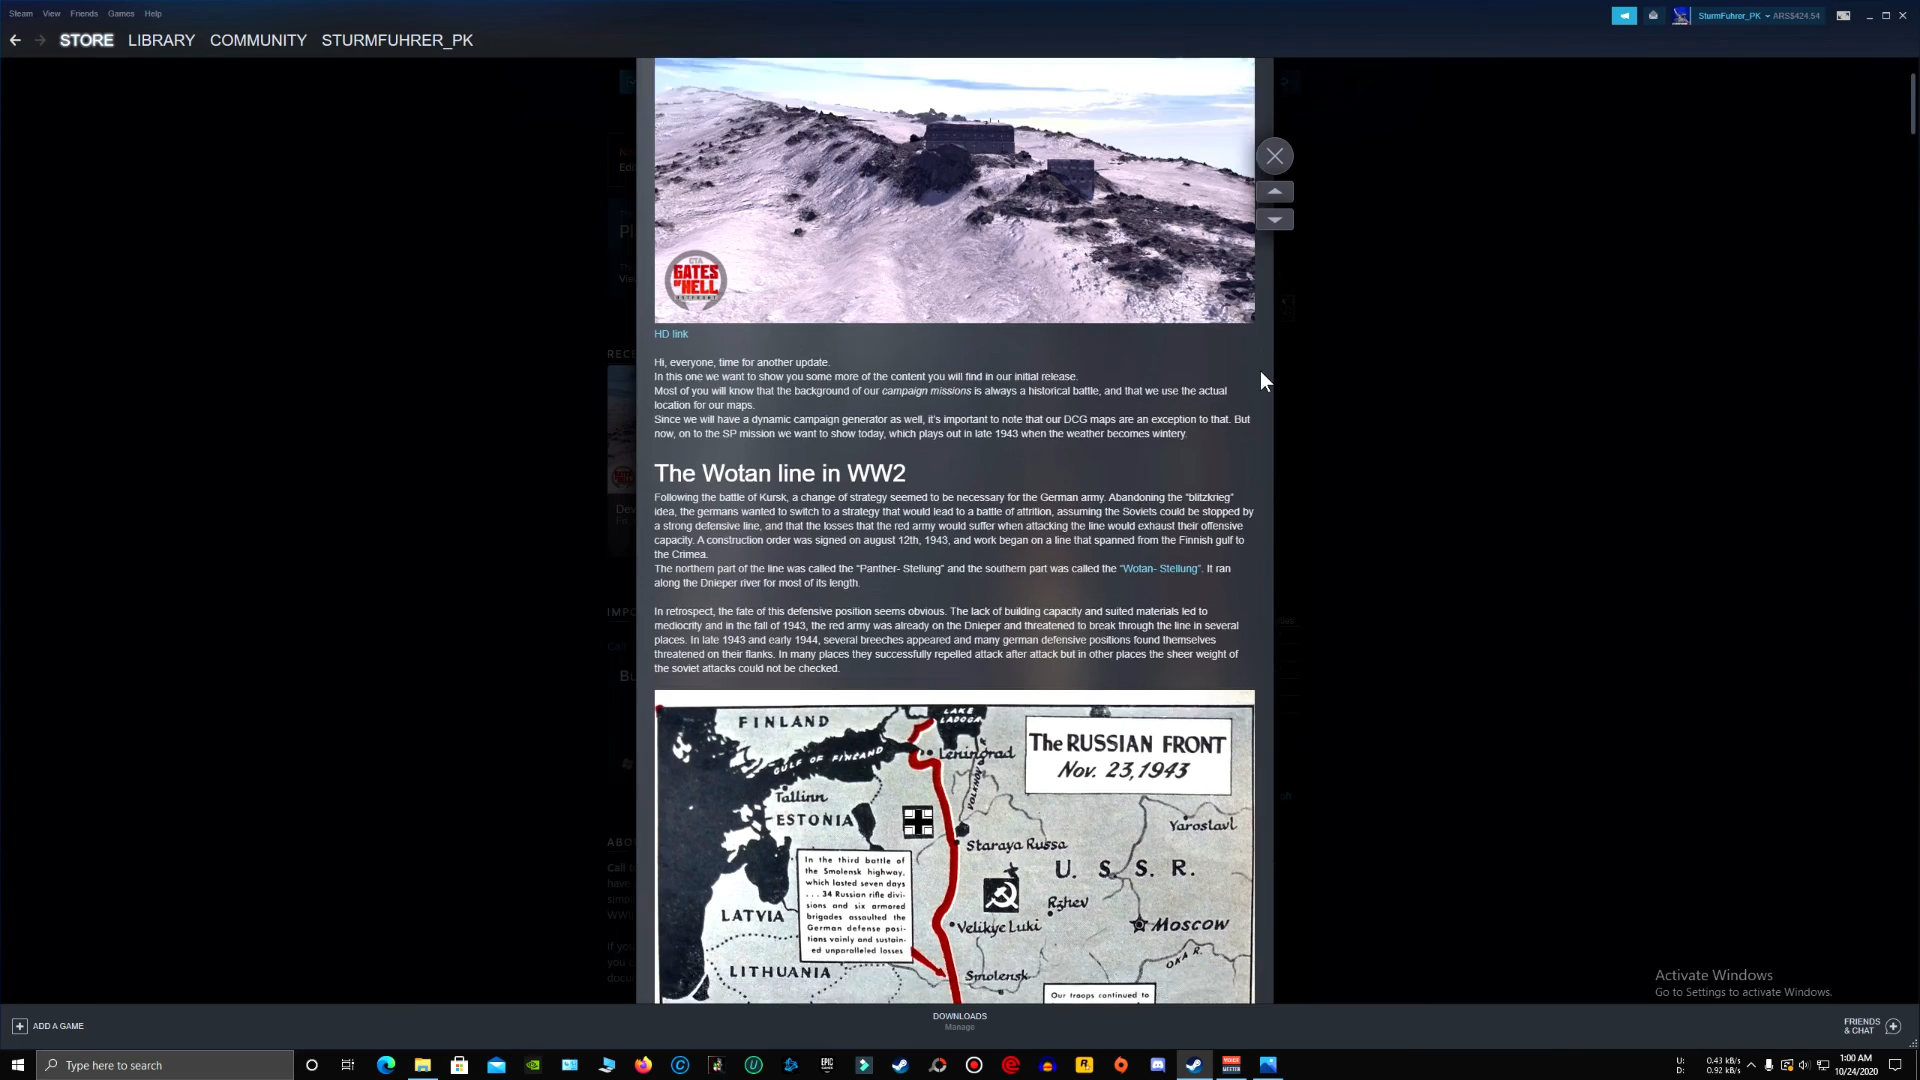 Steam View Friends Games Help
SturmFuhrer_PK ARS$424.54
STORE LIBRARY COMMUNITY STURMFUHRER_PK
CTA
GATES
OF HELL
OSTFRONT
HD link
Hi, everyone, time for another update.
In this one we want to show you some more of the content you will find in our initial release.
Most of you will know that the background of our campaign missions is always a historical battle, and that we use the actual
location for our maps.
Since we will have a dynamic campaign generator as well, it's important to note that our DCG maps are an exception to that. But
now, on to the SP mission we want to show today, which plays out in late 1943 when the weather becomes wintery.
The Wotan line in WW2
Following the battle of Kursk, a change of strategy seemed to be necessary for the German army. Abandoning the "blitzkrieg"
idea, the germans wanted to switch to a strategy that would lead to a battle of attrition, assuming the Soviets could be stopped by
a strong defensive line, and that the losses that the red army would suffer when attacking the line would exhaust their offensive
capacity. A construction order was signed on august 12th, 1943, and work began on a line that spanned from the Finnish gulf to
the Crimea.
The northern part of the line was called the "Panther- Stellung" and the southern part was called the "Wotan- Stellung". It ran
along the Dnieper river for most of its length.
In retrospect, the fate of this defensive position seems obvious. The lack of building capacity and suited materials led to
mediocrity and in the fall of 1943, the red army was already on the Dnieper and threatened to break through the line in several
places. In late 1943 and early 1944, several breeches appeared and many german defensive positions found themselves
threatened on their flanks. In many places they successfully repelled attack after attack but in other places the sheer weight of
the soviet attacks could not be checked.
FINLAND
LAKE
LADOGA
The RUSSIAN FRONT
Nov. 23, 1943
GULF OF FINLAND
Leningrad
VOLKHOV
Tallinn
ESTONIA
Yaroslavl
Staraya Russa
U. S. S. R.
In the third battle of
the Smolensk highway,
which lasted seven days
... 34 Russian rifle divi-
sions and six armored
brigades assaulted the
German defense posi-
tions vainly and sustain-
ed unparalleled losses
Rzhev
LATVIA
Velikye Luki
Moscow
OKA R.
LITHUANIA
Smolensk
Our troops continued to
Activate Windows
Go to Settings to activate Windows.
ADD A GAME
DOWNLOADS
Manage
FRIENDS
& CHAT
Type here to search
EPIC
U: 0.43 kB/s
D: 0.92 kB/s
1:00 AM
10/24/2020